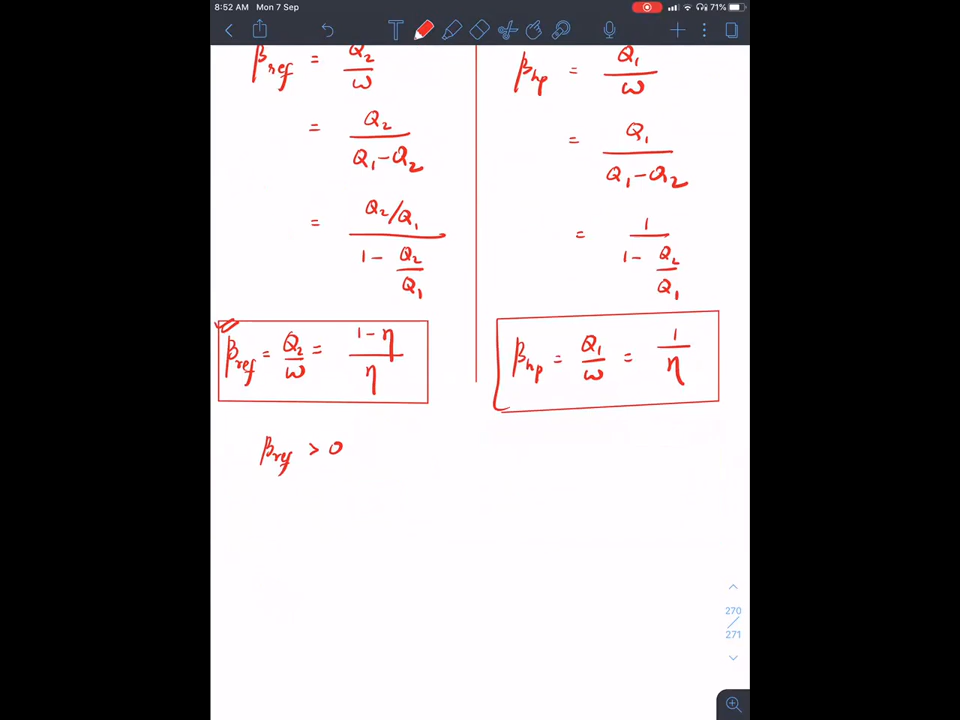 8:52 AM Mon 7 Sep
71%
T
β_ref = Q₂/W
= Q₂/(Q₁-Q₂)
= (Q₂/Q₁)/(1 - Q₂/Q₁)
β_ref = Q₂/W = (1-η)/η
β_ref > 0
β_hp = Q₁/W
= Q₁/(Q₁-Q₂)
= 1/(1 - Q₂/Q₁)
β_hp = Q₁/W = 1/η
270
/
271